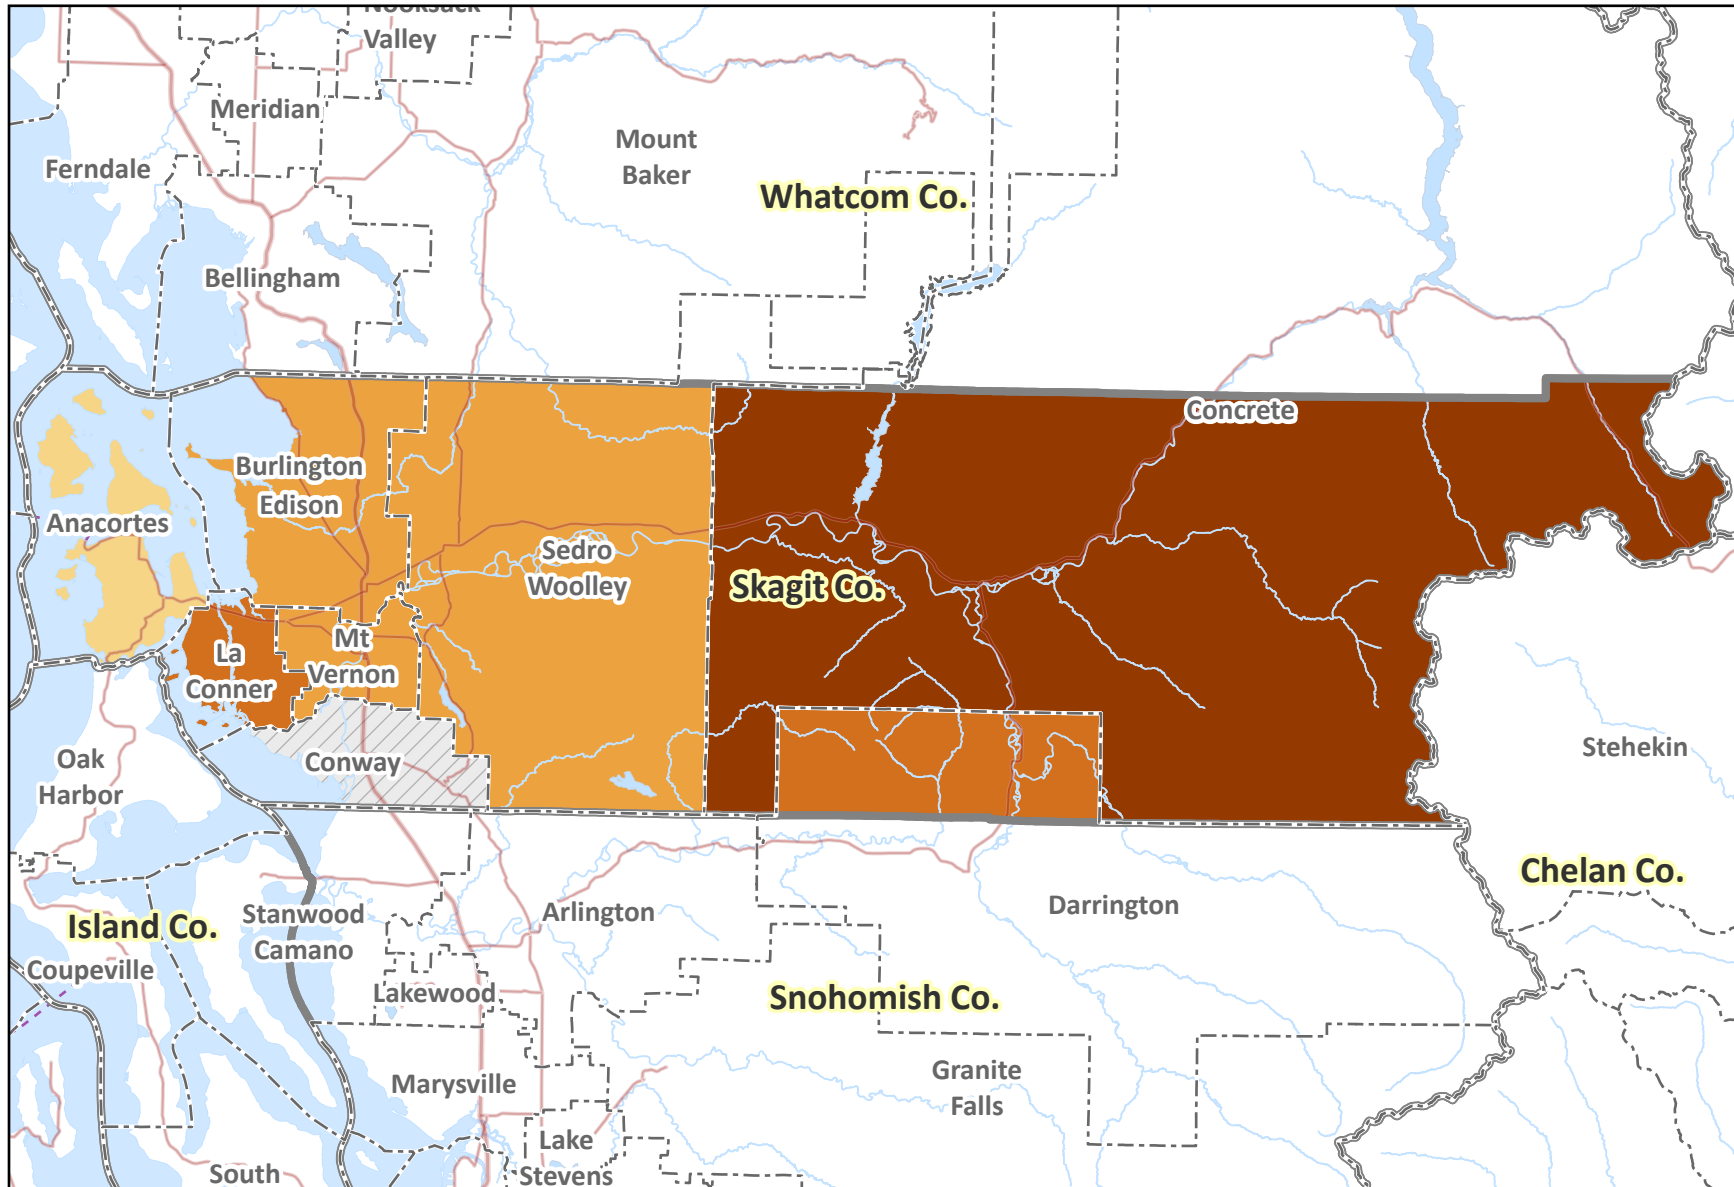 Nooksack
Valley
Meridian
Ferndale
Mount
Baker
Whatcom Co.
Bellingham
Concrete
Burlington
Edison
Anacortes
Sedro
Woolley
Skagit Co.
La
Conner
Mt
Vernon
Conway
Oak
Harbor
Stehekin
Chelan Co.
Island Co.
Stanwood
Camano
Arlington
Darrington
Coupeville
Lakewood
Snohomish Co.
Marysville
Granite
Falls
Lake
Stevens
South